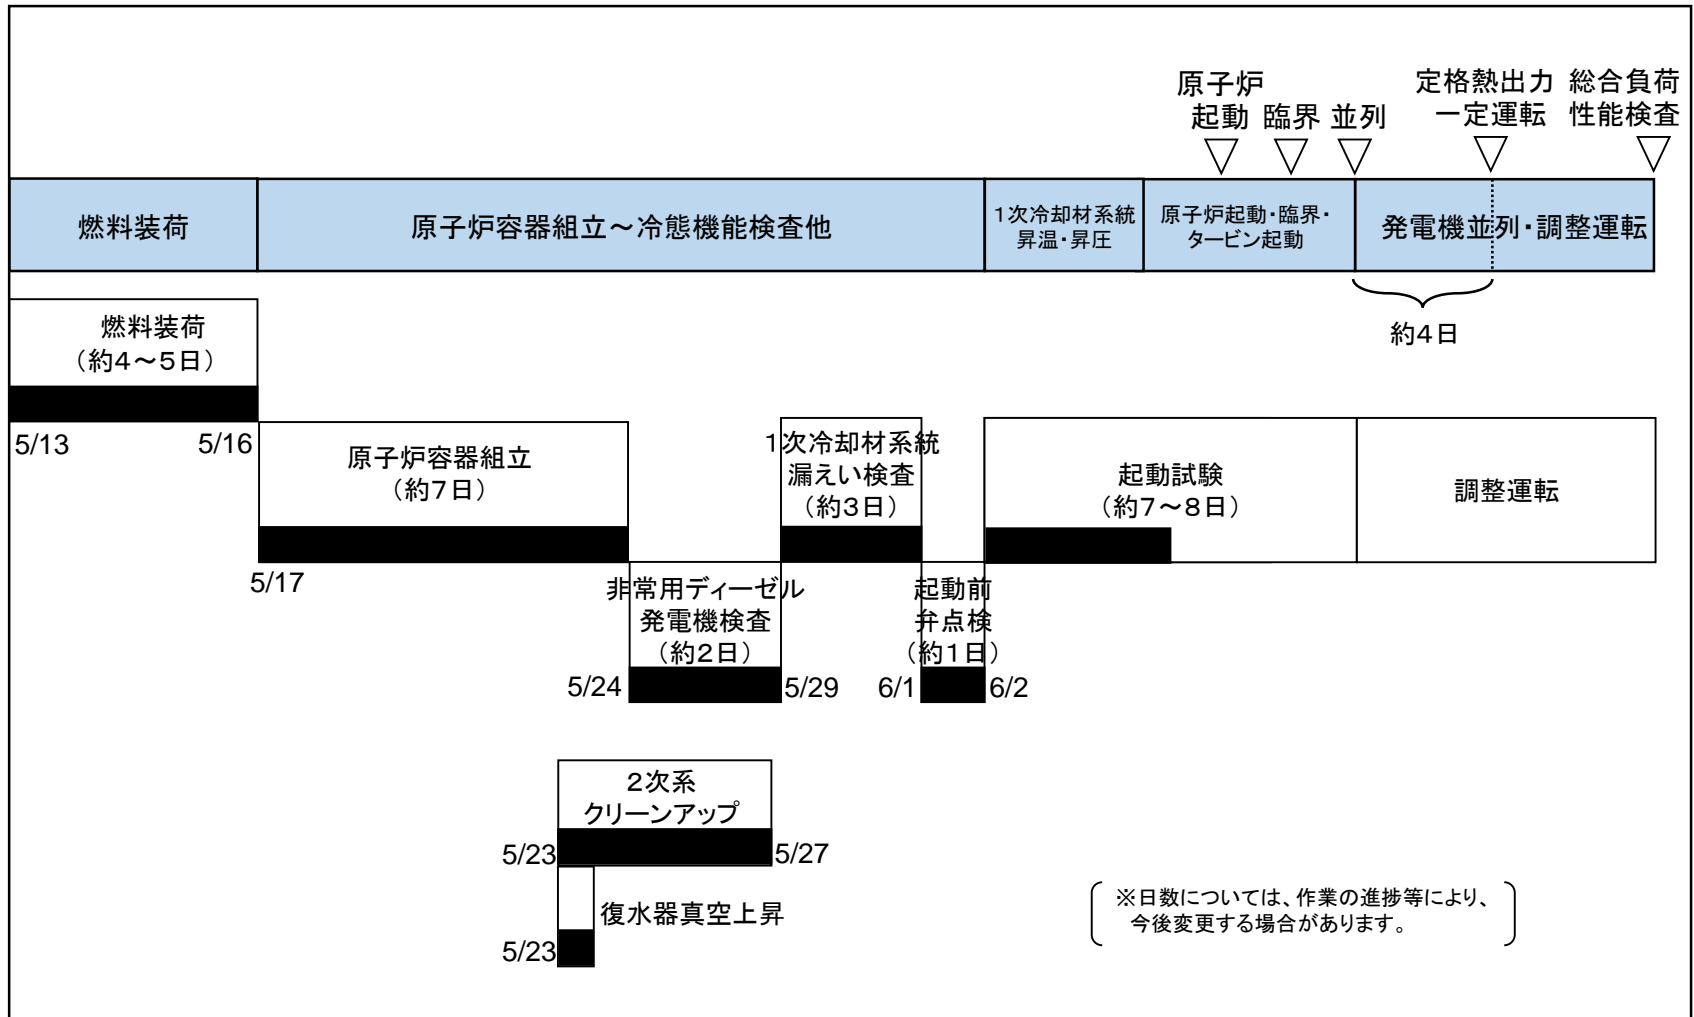 原子炉
起動
臨界
並列
定格熱出力
一定運転
総合負荷
性能検査
燃料装荷
原子炉容器組立～冷態機能検査他
1次冷却材系統
昇温・昇圧
原子炉起動・臨界・
タービン起動
発電機並列・調整運転
約4日
燃料装荷
（約4～5日）
5/13
5/16
原子炉容器組立
（約7日）
5/17
1次冷却材系統
漏えい検査
（約3日）
起動試験
（約7～8日）
調整運転
非常用ディーゼル
発電機検査
（約2日）
5/24
5/29
起動前
弁点検
（約1日）
6/1
6/2
2次系
クリーンアップ
5/23
5/27
復水器真空上昇
5/23
※日数については、作業の進捗等により、
今後変更する場合があります。